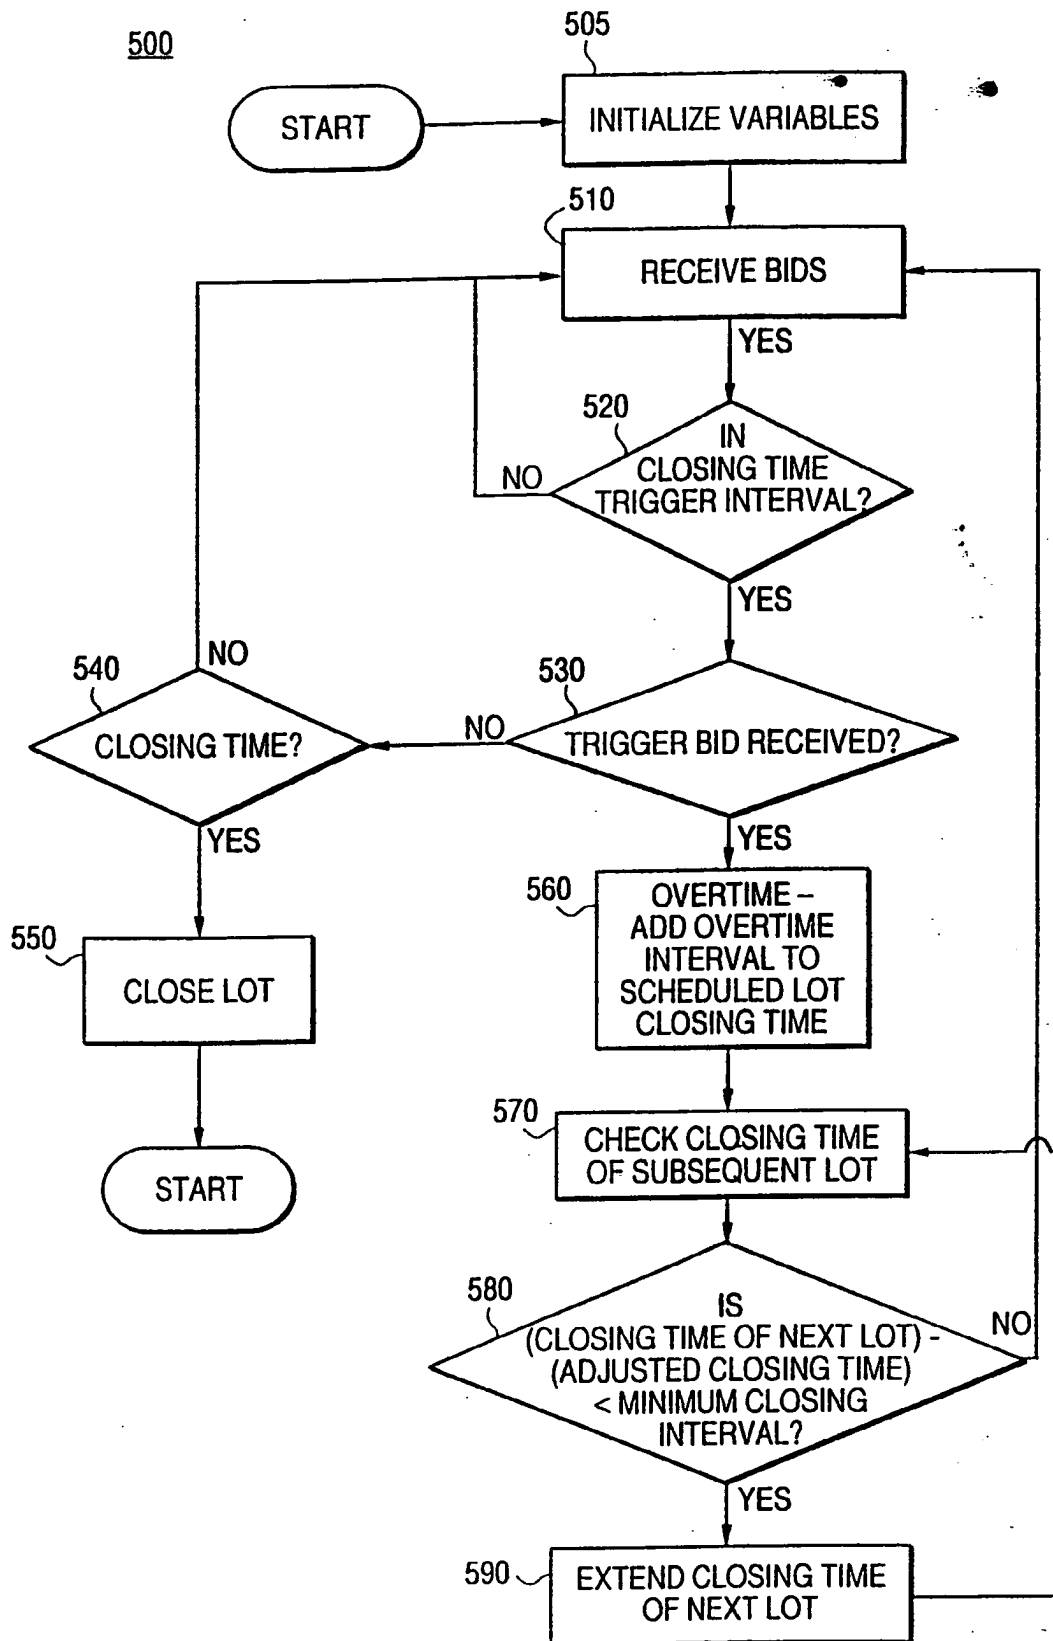 500
505
START
INITIALIZE VARIABLES
510
RECEIVE BIDS
YES
520
IN
CLOSING TIME
TRIGGER INTERVAL?
NO
YES
540
NO
530
CLOSING TIME?
NO
TRIGGER BID RECEIVED?
YES
YES
550
CLOSE LOT
560
OVERTIME –
ADD OVERTIME
INTERVAL TO
SCHEDULED LOT
CLOSING TIME
START
570
CHECK CLOSING TIME
OF SUBSEQUENT LOT
580
IS
(CLOSING TIME OF NEXT LOT) -
(ADJUSTED CLOSING TIME)
< MINIMUM CLOSING
INTERVAL?
NO
YES
590
EXTEND CLOSING TIME
OF NEXT LOT